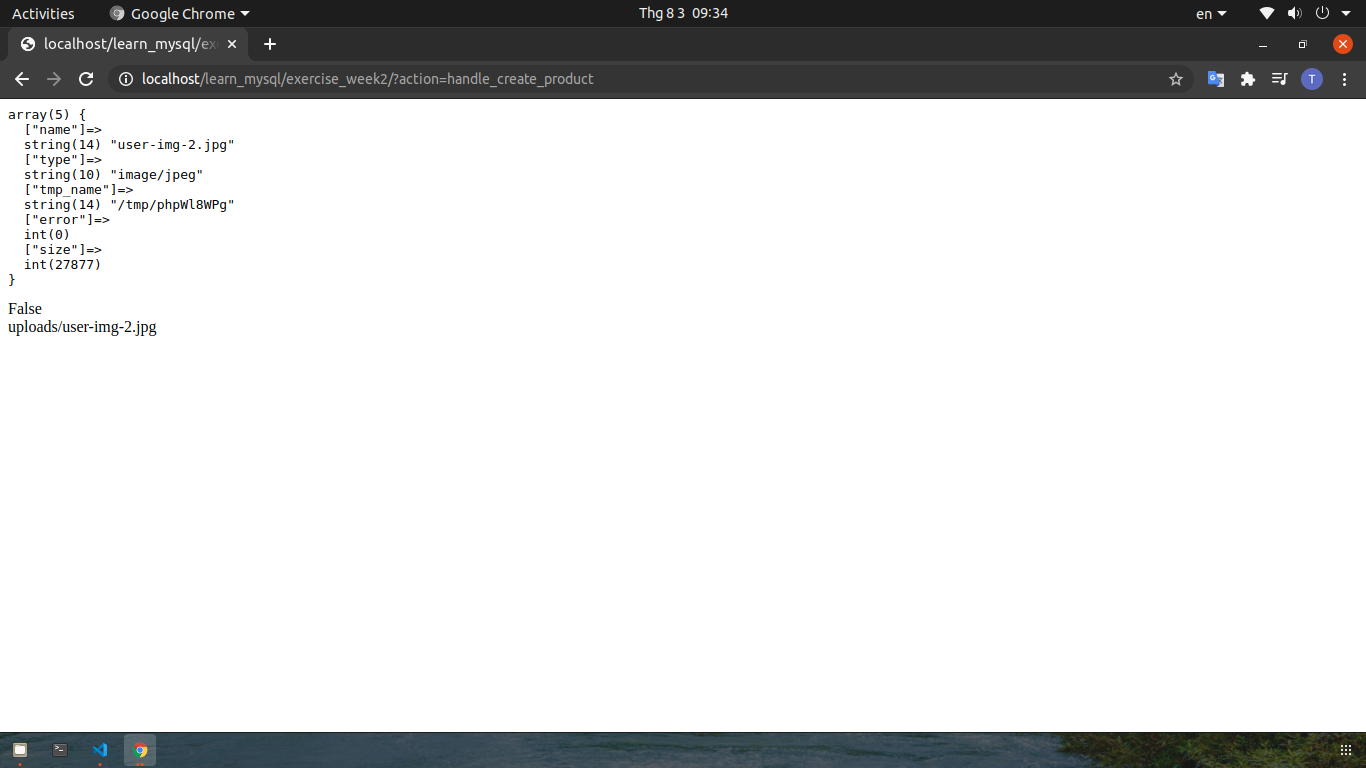 Activities
Google Chrome
Thg 8 3 09:34
en
localhost/learn_mysql/ex
localhost/learn_mysql/exercise_week2/?action=handle_create_product
T
array(5) {
["name"]=>
string(14) "user-img-2.jpg"
["type"]=>
string(10) "image/jpeg"
["tmp_name"]=>
string(14) "/tmp/phpWl8WPg"
["error"]=>
int(0)
["size"]=>
int(27877)
}
False
uploads/user-img-2.jpg